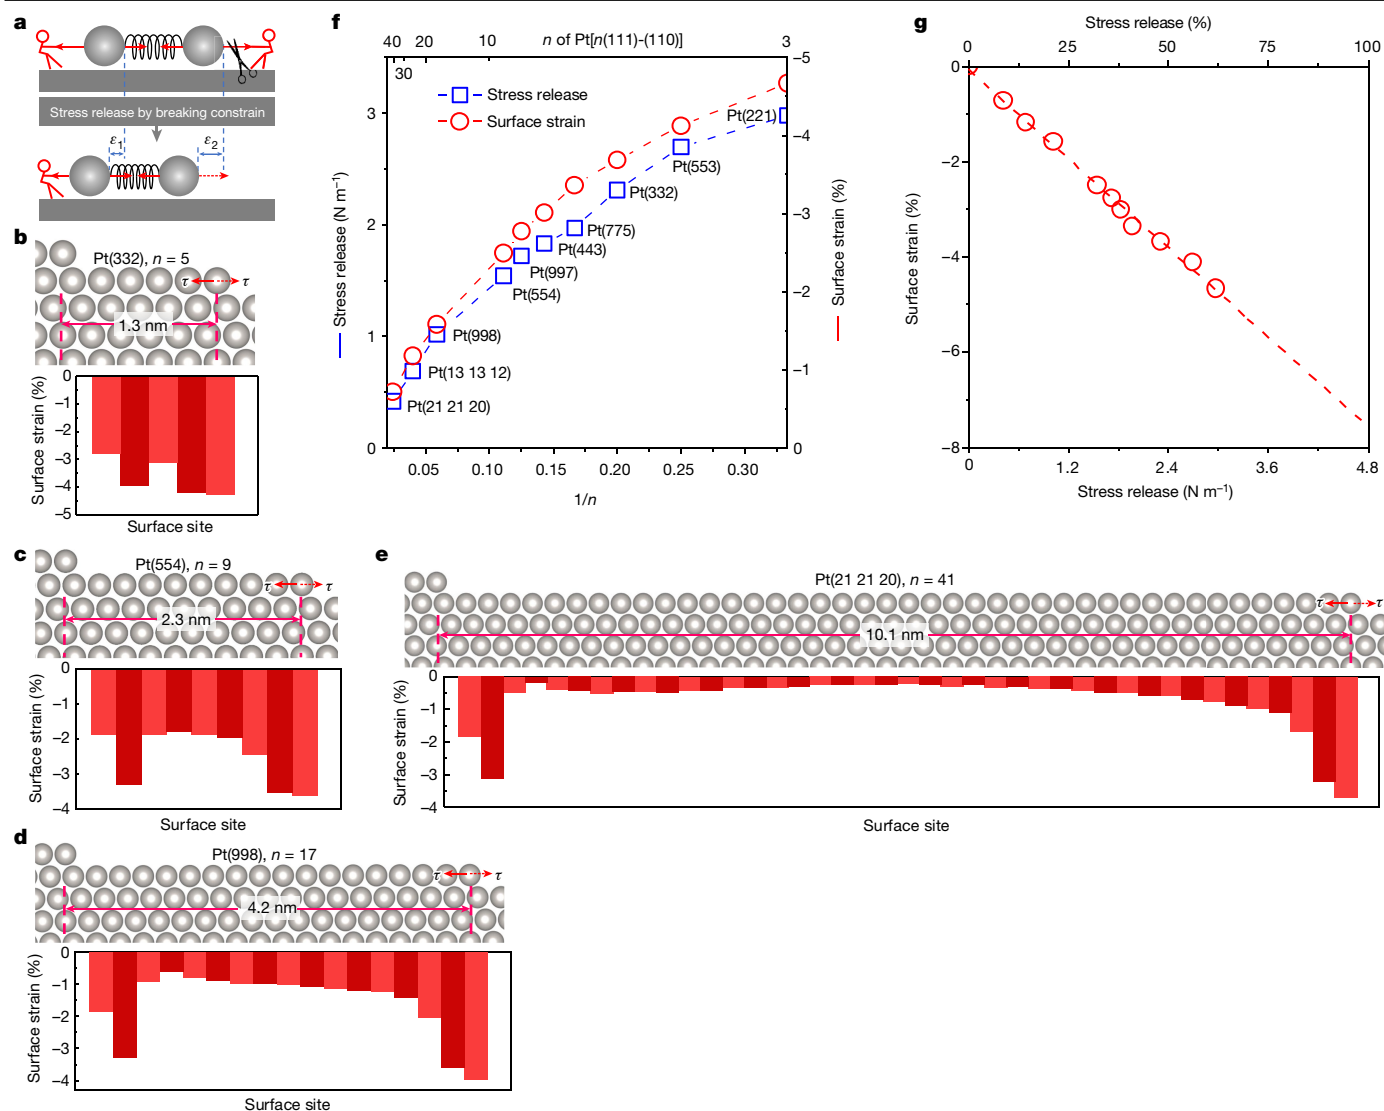 a
Stress release by breaking constrain
ε1
ε2
b
Pt(332), n = 5
τ
τ
1.3 nm
0
–1
–2
–3
–4
–5
Surface strain (%)
Surface site
c
Pt(554), n = 9
τ
τ
2.3 nm
0
–1
–2
–3
–4
Surface strain (%)
Surface site
d
Pt(998), n = 17
τ
τ
4.2 nm
0
–1
–2
–3
–4
Surface strain (%)
Surface site
e
Pt(21 21 20), n = 41
τ
τ
10.1 nm
0
–1
–2
–3
–4
Surface strain (%)
Surface site
f
40 20 10 n of Pt[n(111)-(110)] 3
30
Stress release
Surface strain
Pt(221)
Pt(553)
Pt(332)
Pt(775)
Pt(443)
Pt(997)
Pt(554)
Pt(998)
Pt(13 13 12)
Pt(21 21 20)
3
2
1
0
Stress release (N m–1)
–5
–4
–3
–2
–1
0
Surface strain (%)
0.05 0.10 0.15 0.20 0.25 0.30
1/n
g
Stress release (%)
0 25 50 75 100
0
–2
–4
–6
–8
Surface strain (%)
0 1.2 2.4 3.6 4.8
Stress release (N m–1)